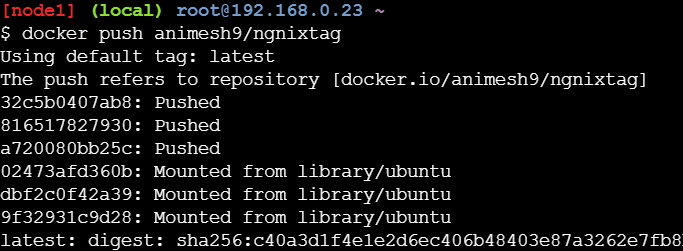 [node1] (local) root@192.168.0.23 ~
$ docker push animesh9/ngnixtag
Using default tag: latest
The push refers to repository [docker.io/animesh9/ngnixtag]
32c5b0407ab8: Pushed
816517827930: Pushed
a720080bb25c: Pushed
02473afd360b: Mounted from library/ubuntu
dbf2c0f42a39: Mounted from library/ubuntu
9f32931c9d28: Mounted from library/ubuntu
latest: digest: sha256:c40a3d1f4e1e2d6ec406b48403e87a3262e7fb8